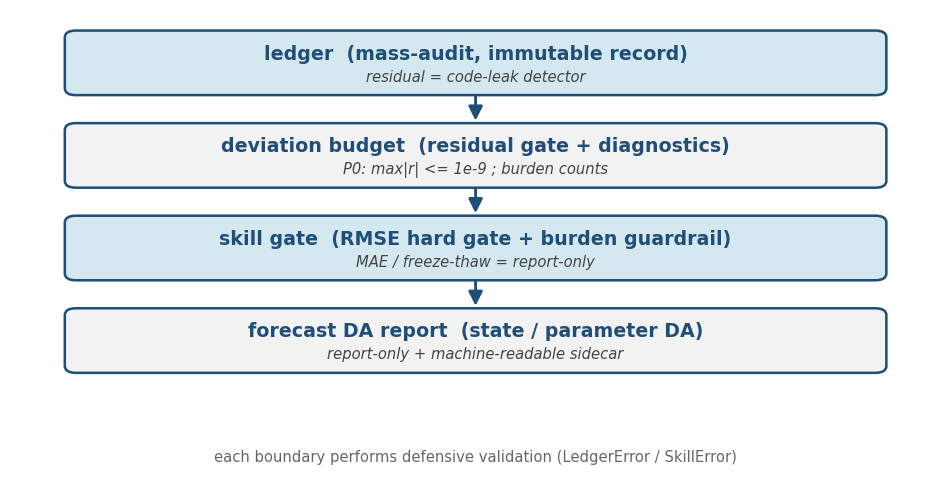 ledger  (mass-audit, immutable record)
residual = code-leak detector
deviation budget  (residual gate + diagnostics)
P0: max|r| <= 1e-9 ; burden counts
skill gate  (RMSE hard gate + burden guardrail)
MAE / freeze-thaw = report-only
forecast DA report  (state / parameter DA)
report-only + machine-readable sidecar
each boundary performs defensive validation (LedgerError / SkillError)